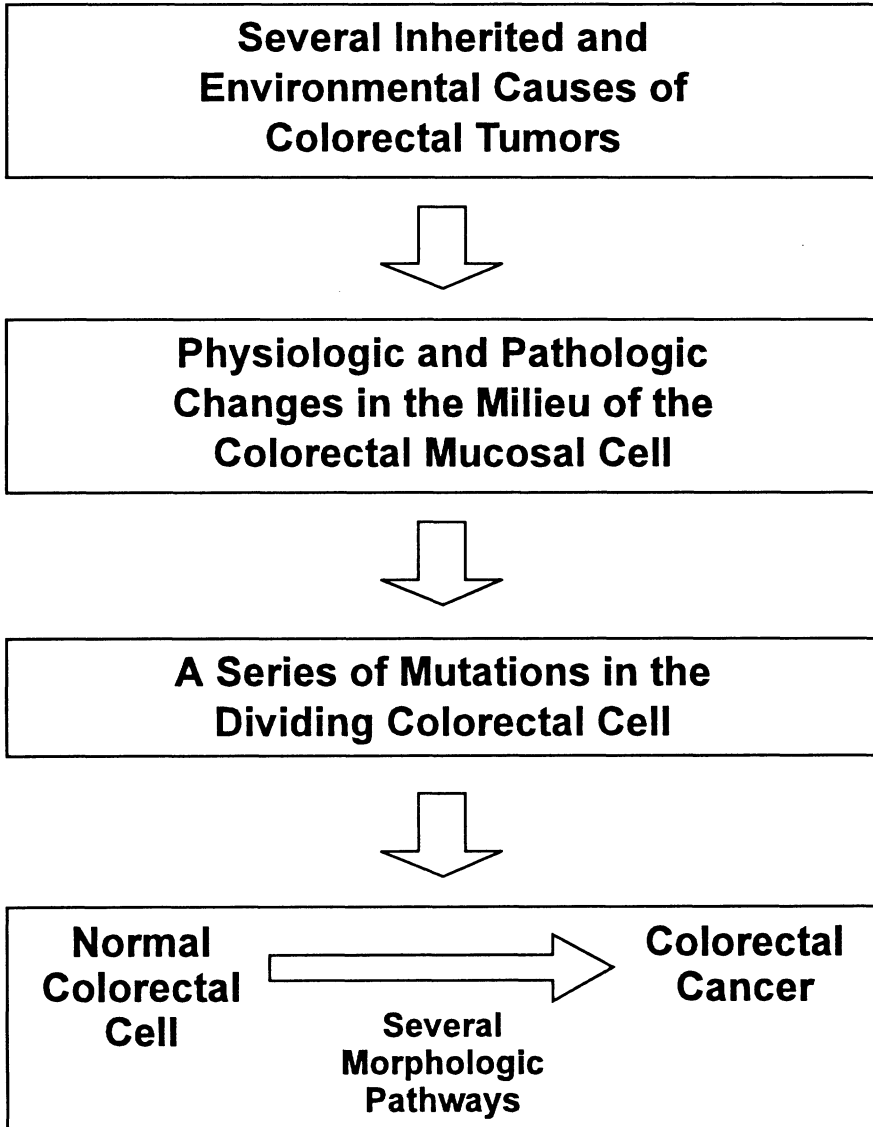 Several Inherited and
Environmental Causes of
Colorectal Tumors
Physiologic and Pathologic
Changes in the Milieu of the
Colorectal Mucosal Cell
A Series of Mutations in the
Dividing Colorectal Cell
Normal
Colorectal
Cell
Several
Morphologic
Pathways
Colorectal
Cancer